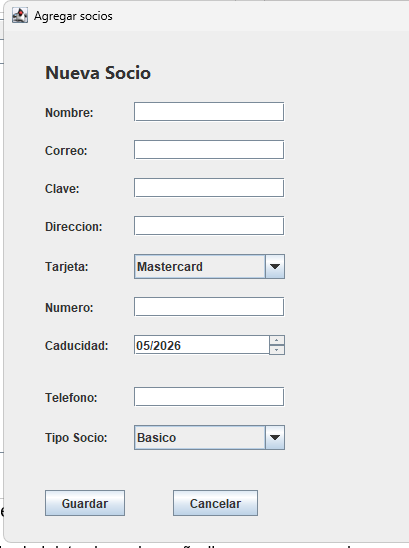 Agregar socios
Nueva Socio
Nombre:
Correo:
Clave:
Direccion:
Tarjeta: Mastercard
Numero:
Caducidad: 05/2026
Telefono:
Tipo Socio: Basico
Guardar Cancelar